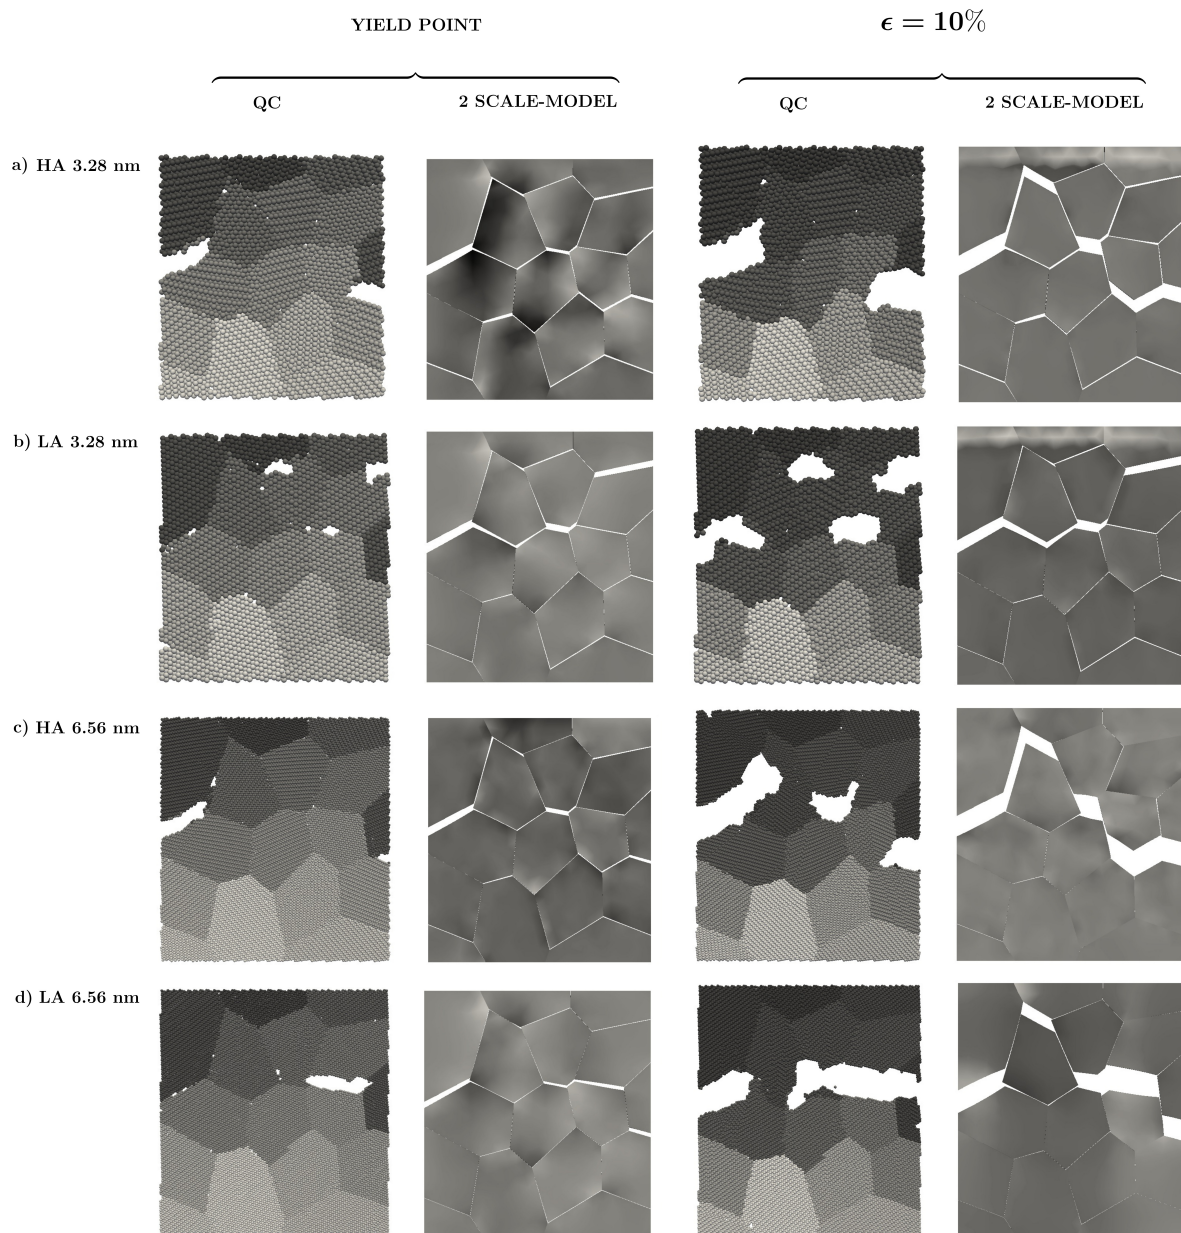 YIELD POINT
ϵ = 10%
QC
2 SCALE-MODEL
QC
2 SCALE-MODEL
a) HA 3.28 nm
b) LA 3.28 nm
c) HA 6.56 nm
d) LA 6.56 nm